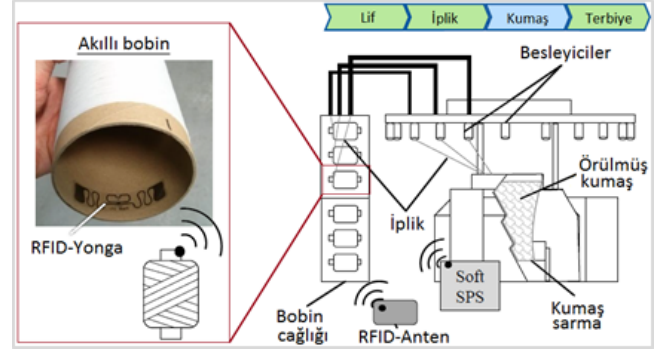 Lif
İplik
Kumaş
Terbiye
Akıllı bobin
Besleyiciler
Örülmüş
kumaş
İplik
RFID-Yonga
Soft
SPS
Bobin
cağlığı
RFID-Anten
Kumaş
sarma